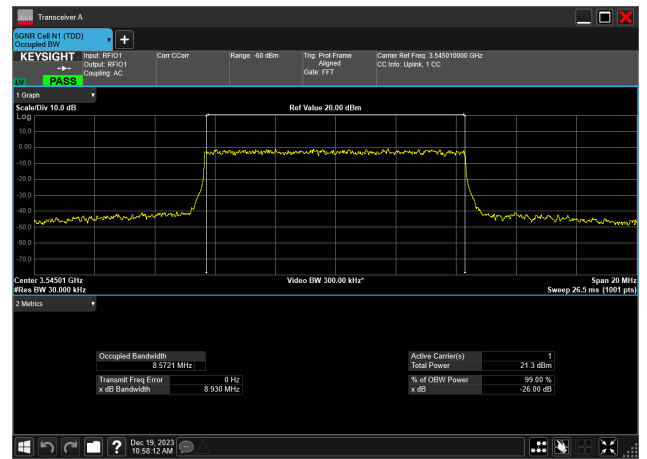 Transceiver A
5GNR Cell N1 (TDD)
Occupied BW
KEYSIGHT
Input: RFIO1
Output: RFIO1
Coupling: AC
Corr CCorr
Range: -60 dBm
Trig: Prot Frame
Aligned
Gate: FFT
Carrier Ref Freq: 3.545010000 GHz
CC Info: Uplink, 1 CC
LW PASS
1 Graph
Scale/Div 10.0 dB
Ref Value 20.00 dBm
Log
10.0
0.00
-10.0
-20.0
-30.0
-40.0
-50.0
-60.0
-70.0
Center 3.54501 GHz
Video BW 300.00 kHz*
Span 20 MHz
#Res BW 30.000 kHz
Sweep 26.5 ms (1001 pts)
2 Metrics
Occupied Bandwidth
8.5721 MHz
Transmit Freq Error 0 Hz
x dB Bandwidth 8.930 MHz
Active Carrier(s) 1
Total Power 21.3 dBm
% of OBW Power 99.00 %
x dB -26.00 dB
?
Dec 19, 2023
10:58:12 AM